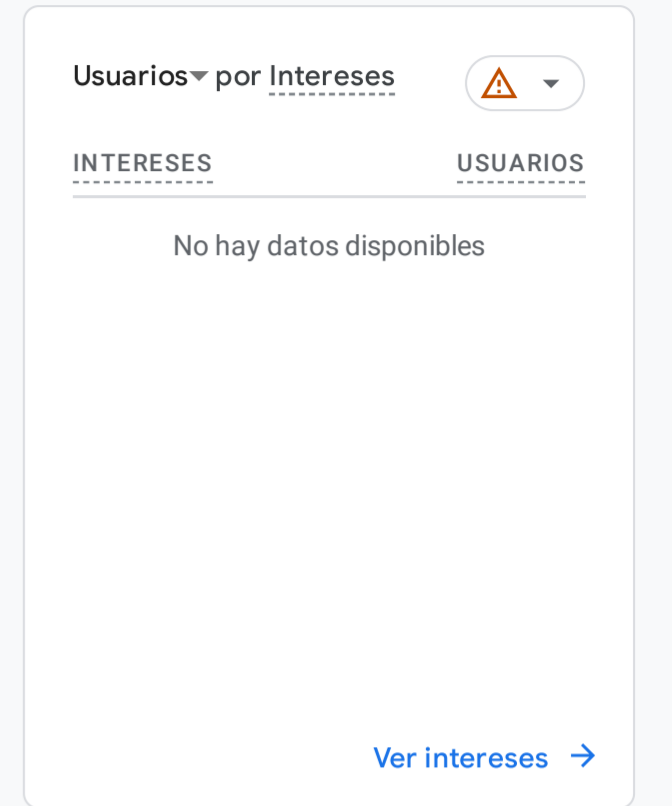 Usuarios por Intereses
INTERESES USUARIOS
No hay datos disponibles
Ver intereses